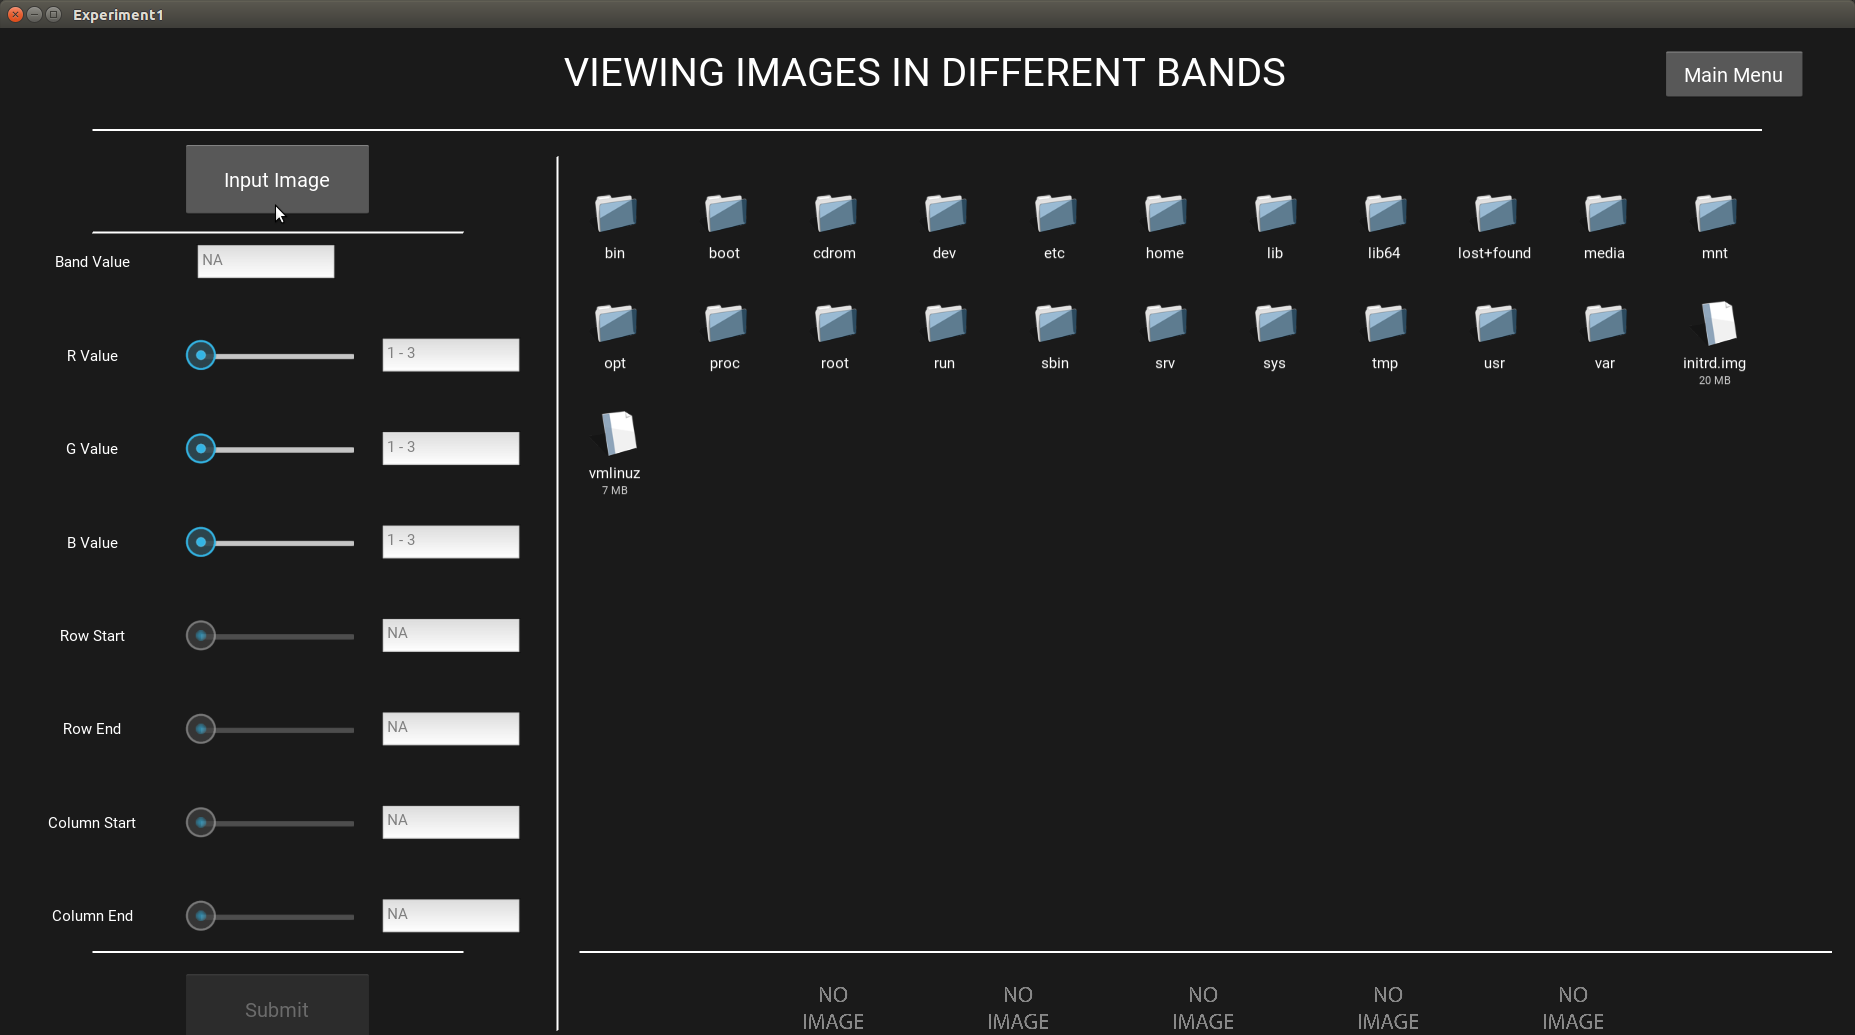 Experiment1
VIEWING IMAGES IN DIFFERENT BANDS
Main Menu
Input Image
Band Value
NA
R Value
1 - 3
G Value
1 - 3
B Value
1 - 3
Row Start
NA
Row End
NA
Column Start
NA
Column End
NA
Submit
bin boot cdrom dev etc home lib lib64 lost+found media mnt
opt proc root run sbin srv sys tmp usr var initrd.img
20 MB
vmlinuz
7 MB
NO NO NO NO NO
IMAGE IMAGE IMAGE IMAGE IMAGE